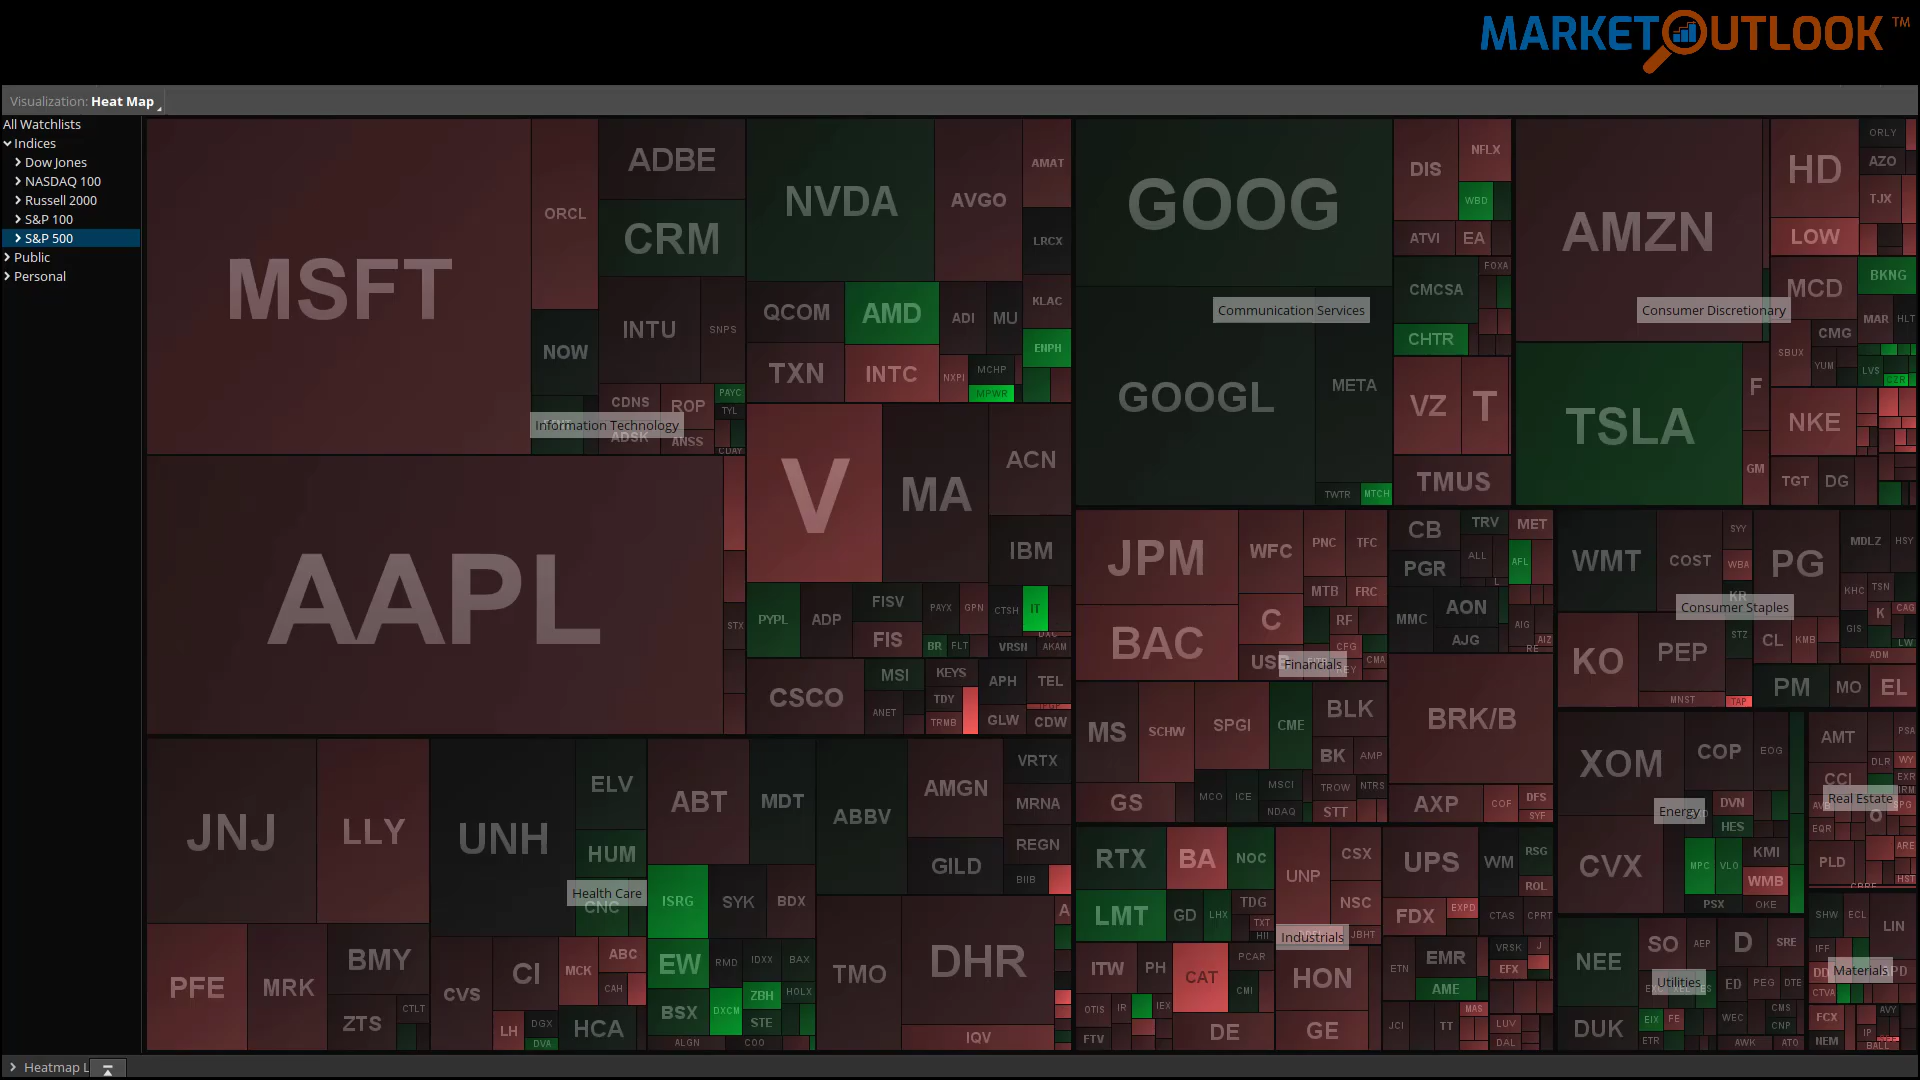 MARKETOUTLOOK™
Visualization: Heat Map
All Watchlists
Indices
Dow Jones
NASDAQ 100
Russell 2000
S&P 100
S&P 500
Public
Personal
Information Technology
MSFT
ORCL
ADBE
CRM
NOW
INTU
SNPS
CDNS
ROP
PAYC
TYL
ADSK
ANSS
CDAY
AAPL
STX
NVDA
AVGO
AMAT
LRCX
QCOM
AMD
ADI
MU
KLAC
ENPH
TXN
INTC
NXPI
MCHP
MPWR
V
MA
ACN
IBM
PYPL
ADP
FISV
PAYX
GPN
CTSH
IT
DXC
FIS
BR
FLT
VRSN
AKAM
CSCO
MSI
ANET
KEYS
TDY
TRMB
APH
TEL
GLW
CDW
Communication Services
GOOG
GOOGL
META
TWTR
MTCH
DIS
NFLX
WBD
ATVI
EA
CMCSA
FOXA
CHTR
VZ
T
TMUS
Consumer Discretionary
AMZN
TSLA
F
GM
HD
ORLY
AZO
TJX
LOW
MCD
BKNG
MAR
HLT
SBUX
CMG
YUM
LVS
CZR
NKE
TGT
DG
Health Care
JNJ
LLY
UNH
ELV
HUM
CNC
PFE
MRK
BMY
ZTS
CTLT
CVS
CI
MCK
ABC
CAH
LH
DGX
DVA
HCA
ABT
MDT
ISRG
SYK
BDX
EW
RMD
IDXX
BAX
BSX
DXCM
ZBH
HOLX
STE
ALGN
COO
ABBV
AMGN
GILD
VRTX
MRNA
REGN
BIIB
TMO
DHR
A
IQV
Financials
JPM
BAC
WFC
C
PNC
TFC
MTB
FRC
RF
CFG
USB
KEY
CMA
CB
TRV
MET
PGR
ALL
AFL
L
MMC
AON
AJG
AIG
AIZ
RE
MS
SCHW
SPGI
CME
BLK
BK
AMP
GS
MCO
ICE
MSCI
NDAQ
TROW
NTRS
STT
BRK/B
AXP
COF
DFS
SYF
Consumer Staples
WMT
COST
SYY
WBA
KR
KO
PEP
STZ
MNST
TAP
PG
MDLZ
HSY
KHC
TSN
K
CAG
GIS
LW
CL
KMB
ADM
PM
MO
EL
Industrials
RTX
BA
NOC
LMT
GD
LHX
TDG
TXT
HII
ITW
PH
CAT
PCAR
CMI
OTIS
IR
IEX
FTV
DE
UNP
CSX
NSC
JBHT
HON
GE
UPS
WM
RSG
ROL
FDX
EXPD
CTAS
CPRT
ETN
EMR
AME
VRSK
J
EFX
JCI
TT
MAS
LUV
DAL
Energy
XOM
CVX
COP
EOG
DVN
HES
MPC
VLO
KMI
WMB
PSX
OKE
Real Estate
AMT
PSA
DLR
WY
CCI
EXR
SPG
O
EQR
PLD
ARE
HST
CBRE
Utilities
NEE
DUK
SO
AEP
D
SRE
ED
PEG
DTE
EIX
FE
ETR
WEC
CMS
CNP
AWK
ATO
Materials
SHW
ECL
LIN
IFF
DD
CTVA
FCX
AVY
NEM
IP
BALL
Heatmap L